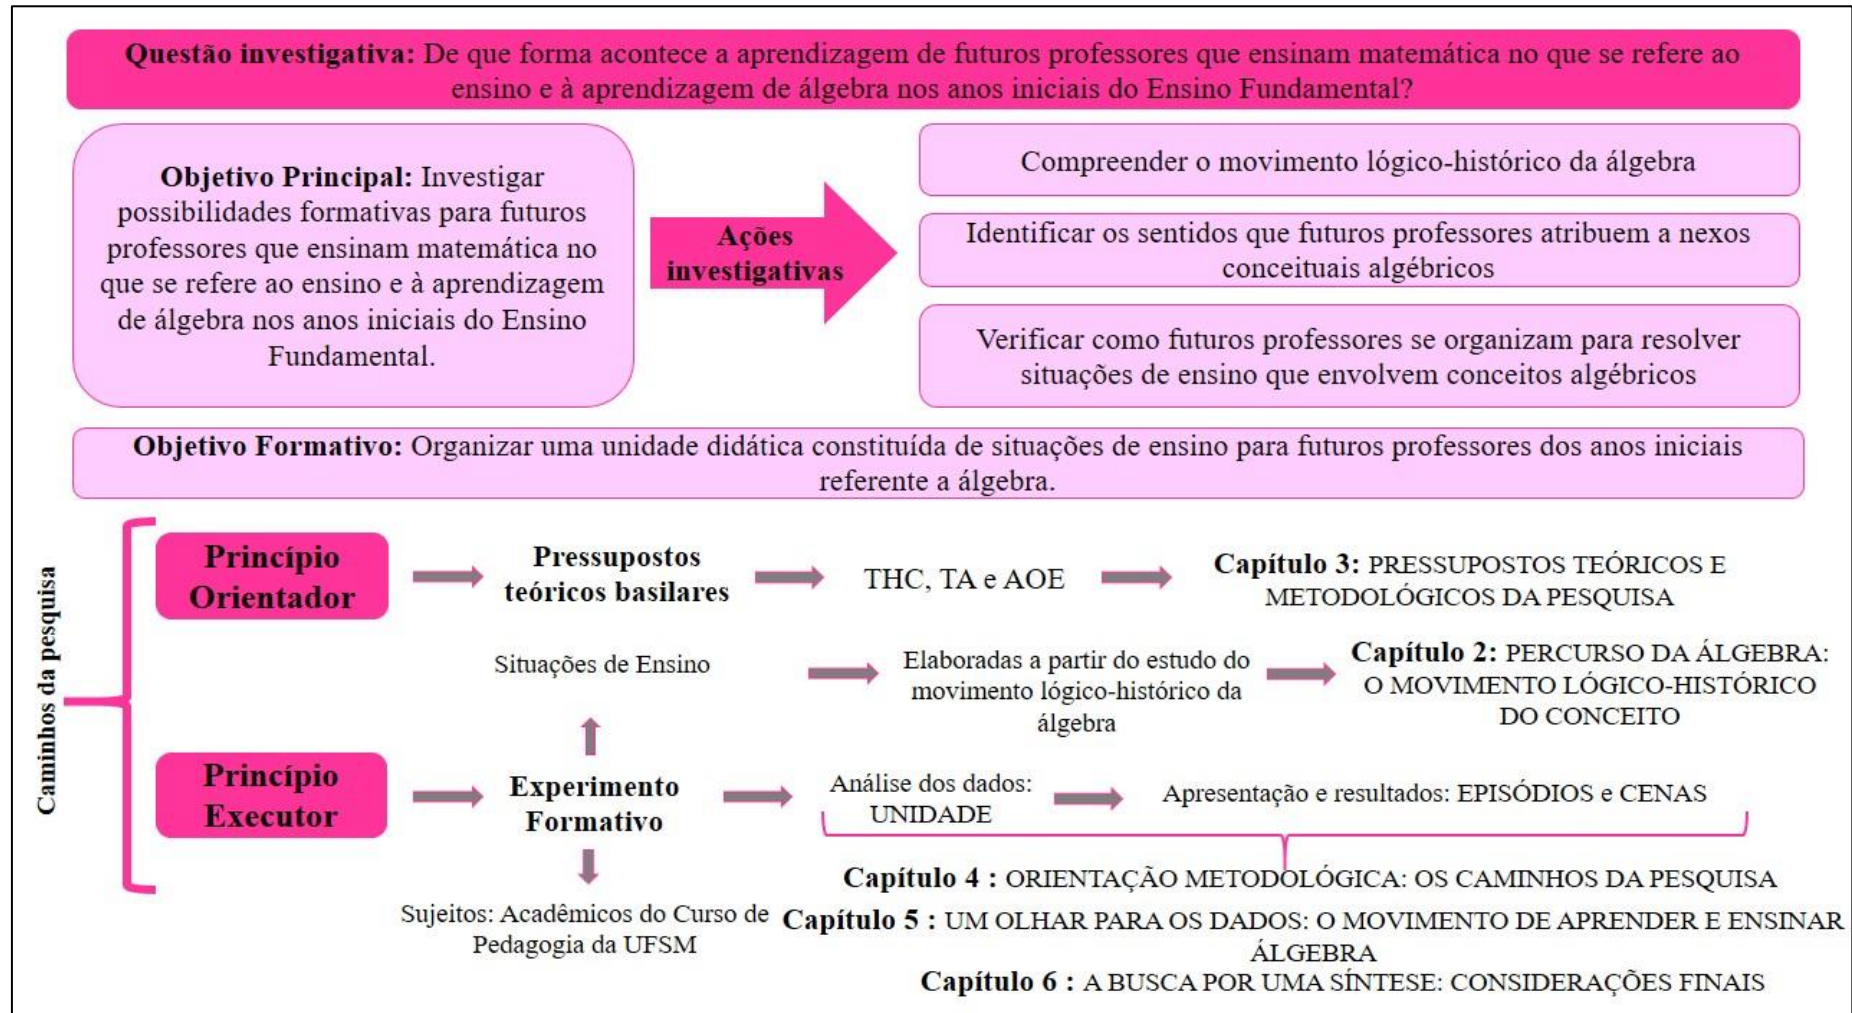 Questão investigativa: De que forma acontece a aprendizagem de futuros professores que ensinam matemática no que se refere ao
ensino e à aprendizagem de álgebra nos anos iniciais do Ensino Fundamental?
Objetivo Principal: Investigar
possibilidades formativas para futuros
professores que ensinam matemática no
que se refere ao ensino e à aprendizagem
de álgebra nos anos iniciais do Ensino
Fundamental.
Ações
investigativas
Compreender o movimento lógico-histórico da álgebra
Identificar os sentidos que futuros professores atribuem a nexos
conceituais algébricos
Verificar como futuros professores se organizam para resolver
situações de ensino que envolvem conceitos algébricos
Objetivo Formativo: Organizar uma unidade didática constituída de situações de ensino para futuros professores dos anos iniciais
referente a álgebra.
Caminhos da pesquisa
Princípio
Orientador
Pressupostos
teóricos basilares
THC, TA e AOE
Capítulo 3: PRESSUPOSTOS TEÓRICOS E
METODOLÓGICOS DA PESQUISA
Situações de Ensino
Elaboradas a partir do estudo do
movimento lógico-histórico da
álgebra
Capítulo 2: PERCURSO DA ÁLGEBRA:
O MOVIMENTO LÓGICO-HISTÓRICO
DO CONCEITO
Princípio
Executor
Experimento
Formativo
Análise dos dados:
UNIDADE
Apresentação e resultados: EPISÓDIOS e CENAS
Sujeitos: Acadêmicos do Curso de
Pedagogia da UFSM
Capítulo 4 : ORIENTAÇÃO METODOLÓGICA: OS CAMINHOS DA PESQUISA
Capítulo 5 : UM OLHAR PARA OS DADOS: O MOVIMENTO DE APRENDER E ENSINAR
ÁLGEBRA
Capítulo 6 : A BUSCA POR UMA SÍNTESE: CONSIDERAÇÕES FINAIS